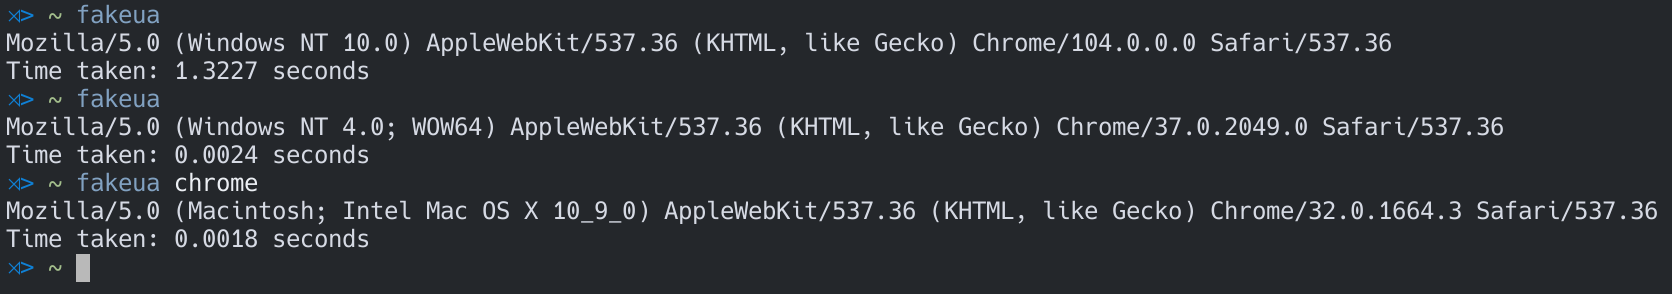 ⨉> ~ fakeua
Mozilla/5.0 (Windows NT 10.0) AppleWebKit/537.36 (KHTML, like Gecko) Chrome/104.0.0.0 Safari/537.36
Time taken: 1.3227 seconds
⨉> ~ fakeua
Mozilla/5.0 (Windows NT 4.0; WOW64) AppleWebKit/537.36 (KHTML, like Gecko) Chrome/37.0.2049.0 Safari/537.36
Time taken: 0.0024 seconds
⨉> ~ fakeua chrome
Mozilla/5.0 (Macintosh; Intel Mac OS X 10_9_0) AppleWebKit/537.36 (KHTML, like Gecko) Chrome/32.0.1664.3 Safari/537.36
Time taken: 0.0018 seconds
⨉> ~